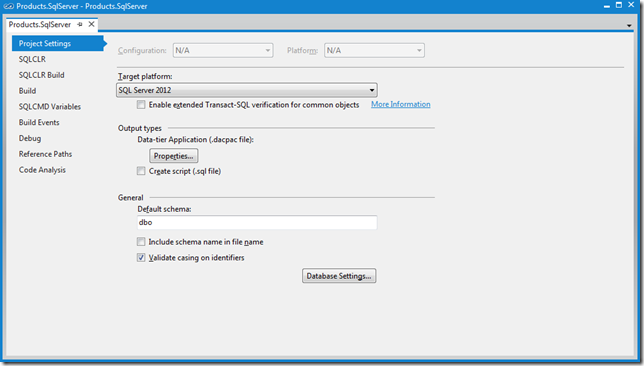 Products.SqlServer - Products.SqlServer
Products.SqlServer
Project Settings
SQLCLR
SQLCLR Build
Build
SQLCMD Variables
Build Events
Debug
Reference Paths
Code Analysis
Configuration: N/A Platform: N/A
Target platform:
SQL Server 2012
Enable extended Transact-SQL verification for common objects More Information
Output types
Data-tier Application (.dacpac file):
Properties...
Create script (.sql file)
General
Default schema:
dbo
Include schema name in file name
Validate casing on identifiers
Database Settings...